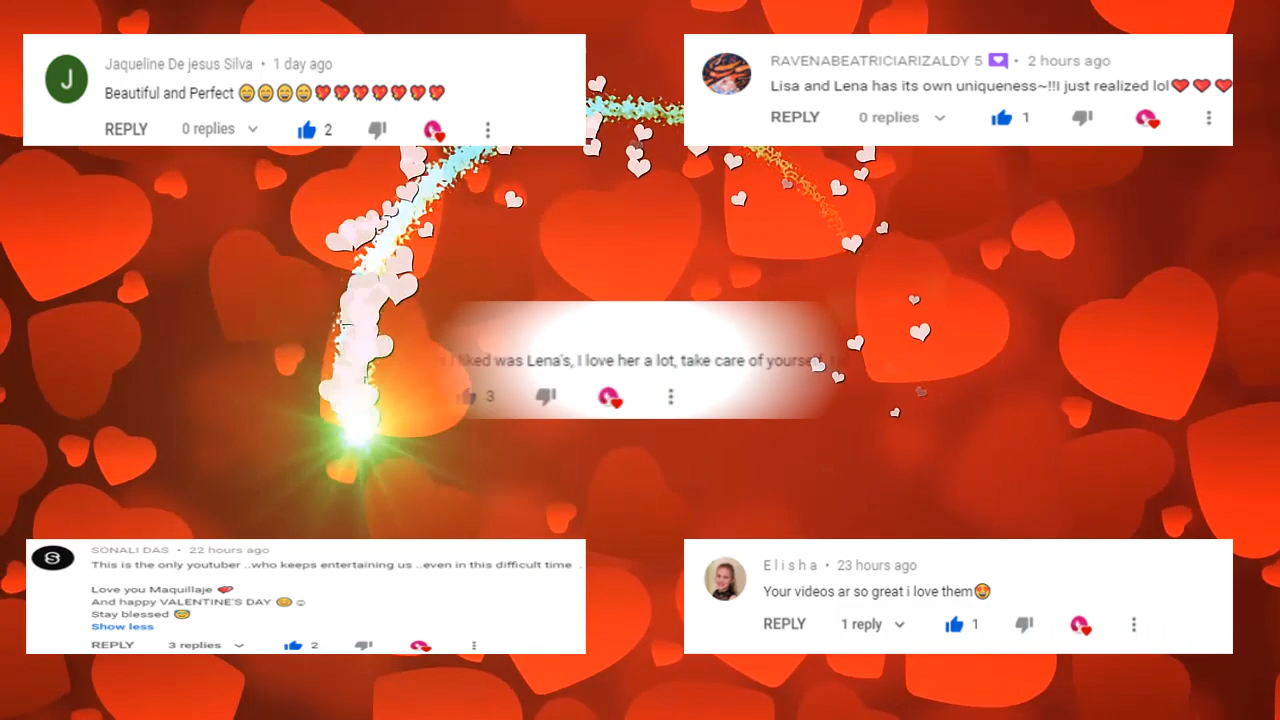 J
Jaqueline De jesus Silva • 1 day ago
Beautiful and Perfect 😄😄😄😄💖💖💖💖💖💖💖
REPLY 0 replies 2
RAVENABEATRICIARIZALDY 5 • 2 hours ago
Lisa and Lena has its own uniqueness~!!I just realized lol❤❤❤
REPLY 0 replies 1
liked was Lena's, I love her a lot, take care of yourse
3
S
SONALI DAS • 22 hours ago
This is the only youtuber ..who keeps entertaining us ..even in this difficult time .
Love you Maquillaje 💖
And happy VALENTINE'S DAY 😊☺
Stay blessed 😇
Show less
REPLY 3 replies 2
E l i s h a • 23 hours ago
Your videos ar so great i love them😍
REPLY 1 reply 1